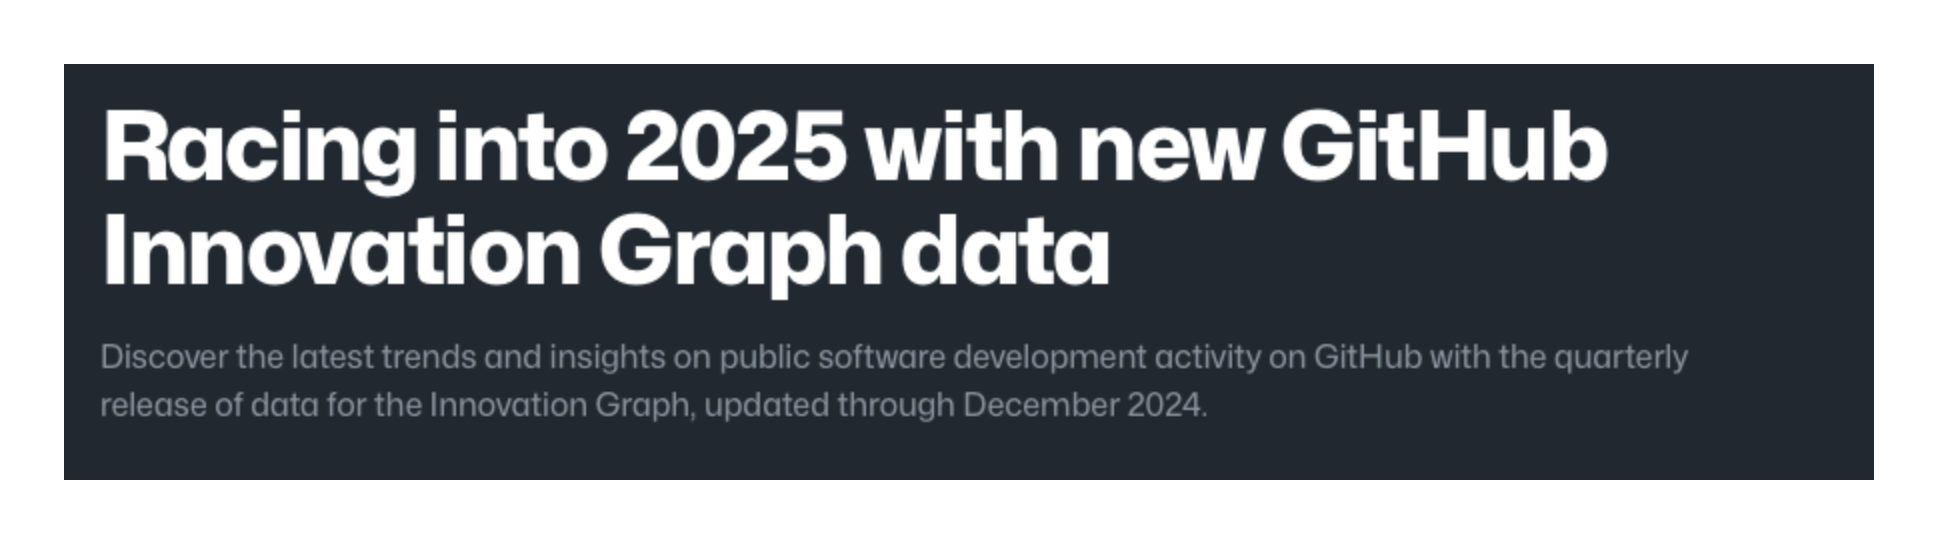 Racing into 2025 with new GitHub
Innovation Graph data
Discover the latest trends and insights on public software development activity on GitHub with the quarterly
release of data for the Innovation Graph, updated through December 2024.